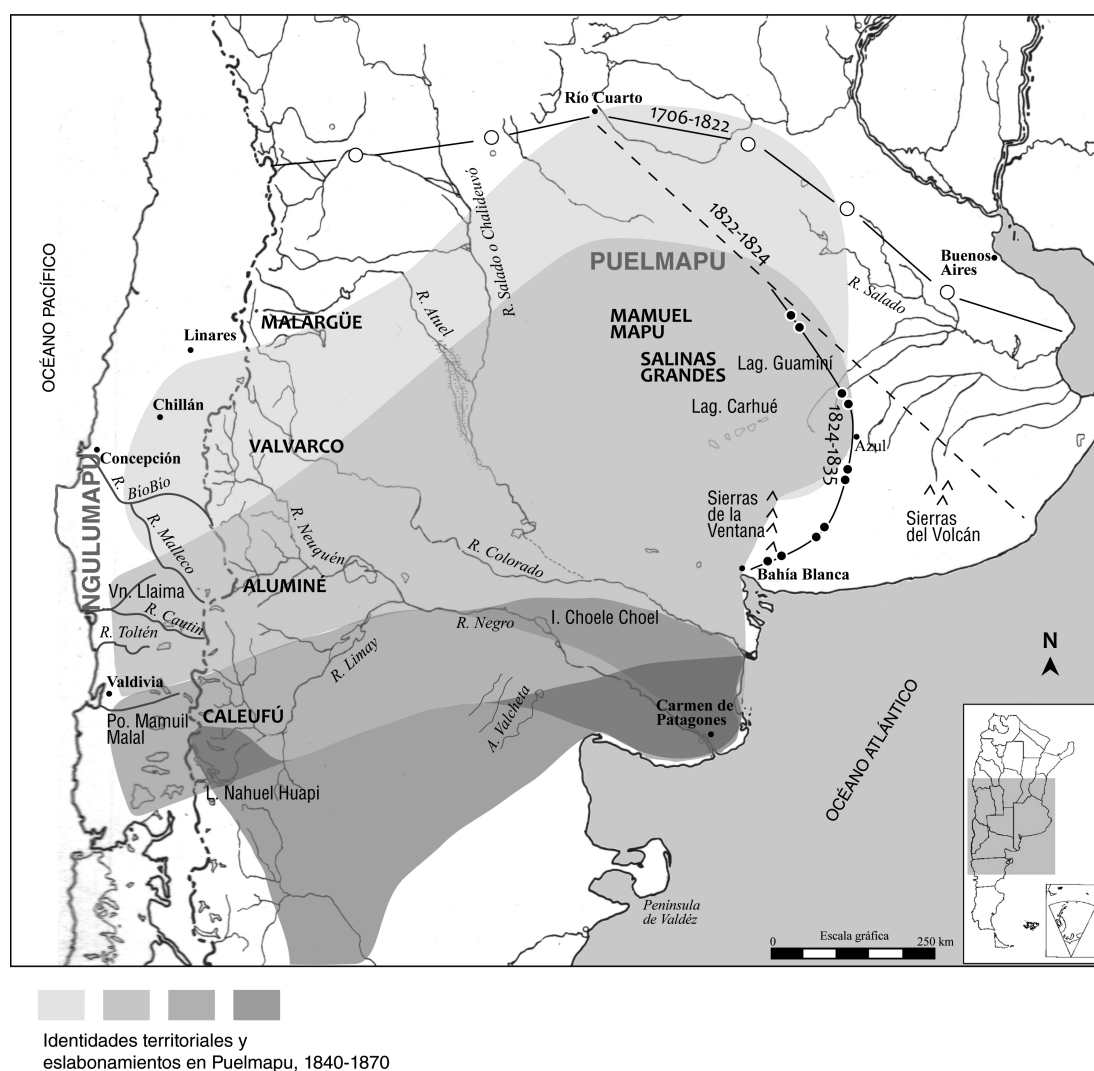 Río Cuarto
1706-1822
OCÉANO PACÍFICO
R. Salado o Chalideuvó
1822-1824
Buenos
Aires
PUELMAPU
R. Salado
R. Atuel
MALARGÜE
MAMUEL
MAPU
Linares
SALINAS
GRANDES
Lag. Guaminí
Chillán
Lag. Carhué
1824-1835
Azul
VALVARCO
Concepción
NGULUMAPU
R. BioBio
Sierras
de la
Ventana
Sierras
del Volcán
R. Malleco
R. Neuquén
R. Colorado
Bahía Blanca
ALUMINÉ
Vn. Llaima
R. Cautin
I. Choele Choel
R. Negro
R. Toltén
R. Limay
N
Valdivia
CALEUFÚ
Po. Mamuil
Malal
A. Valcheta
Carmen de
Patagones
OCÉANO ATLÁNTICO
L. Nahuel Huapi
Península
de Valdéz
Escala gráfica
0 250 km
Identidades territoriales y
eslabonamientos en Puelmapu, 1840-1870